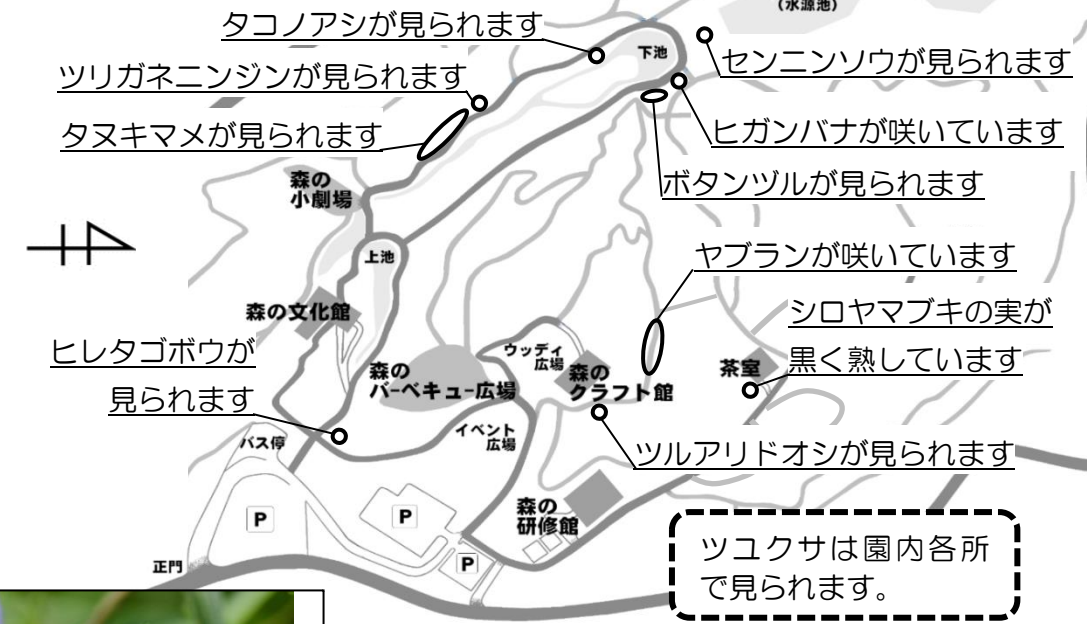 (水源池)
タコノアシが見られます
下池
センニンソウが見られます
ツリガネニンジンが見られます
タヌキマメが見られます
ヒガンバナが咲いています
ボタンヅルが見られます
森の
小劇場
上池
ヤブランが咲いています
森の文化館
シロヤマブキの実が
黒く熟しています
ヒレタゴボウが
見られます
森の
バーベキュー広場
ウッディ
広場
森の
クラフト館
茶室
イベント
広場
バス停
ツルアリドオシが見られます
森の
研修館
P
P
P
正門
ツユクサは園内各所
で見られます。